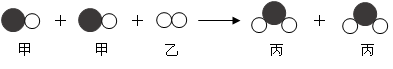 + + → +
甲 甲 乙 丙 丙